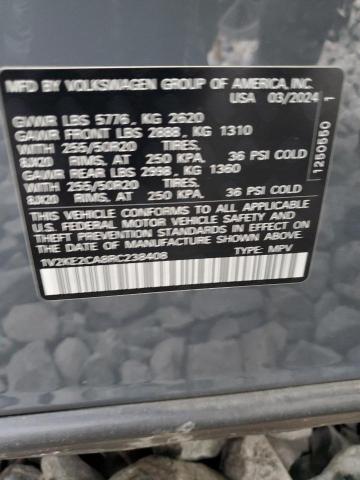 MFD BY VOLKSWAGEN GROUP OF AMERICA, INC.
USA 03/2024
GVWR LBS 5776, KG 2620
GAWR FRONT LBS 2888, KG 1310
WITH 255/50R20 TIRES,
8JX20 RIMS, AT 250 KPA, 36 PSI COLD
GAWR REAR LBS 2998, KG 1360
WITH 255/50R20 TIRES,
8JX20 RIMS, AT 250 KPA, 36 PSI COLD
THIS VEHICLE CONFORMS TO ALL APPLICABLE
U.S. FEDERAL MOTOR VEHICLE SAFETY, BUMPER AND
THEFT PREVENTION STANDARDS IN EFFECT ON THE
DATE OF MANUFACTURE SHOWN ABOVE.
1V2KE2CA8RC238408 TYPE: MPV
1250550 1